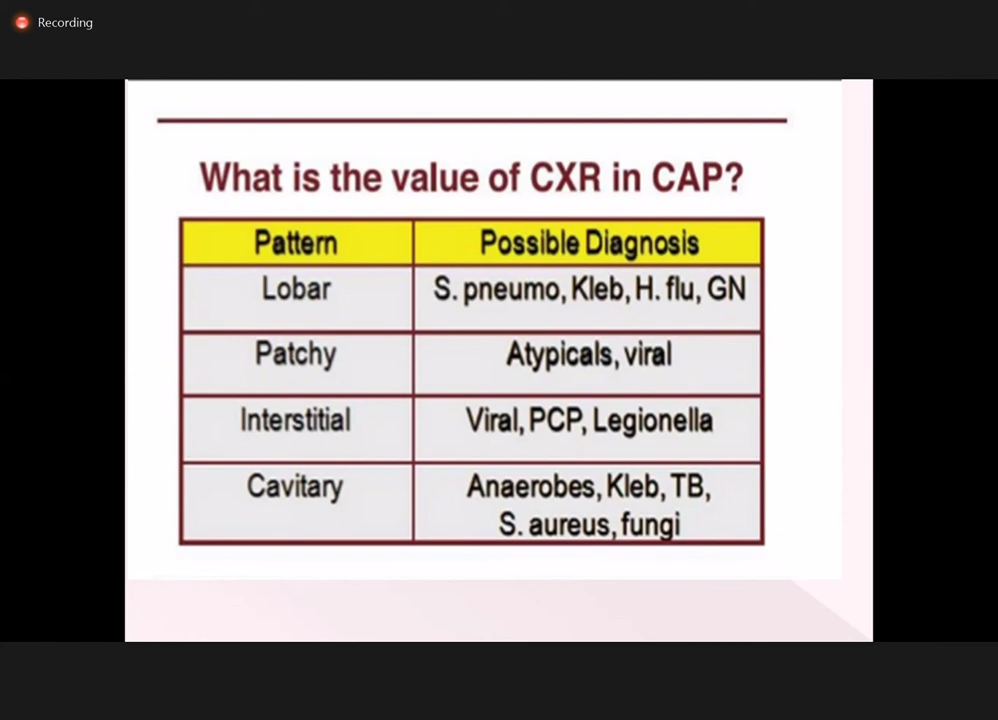 Recording
What is the value of CXR in CAP?
Pattern Possible Diagnosis
Lobar S. pneumo, Kleb, H. flu, GN
Patchy Atypicals, viral
Interstitial Viral, PCP, Legionella
Cavitary Anaerobes, Kleb, TB,
S. aureus, fungi